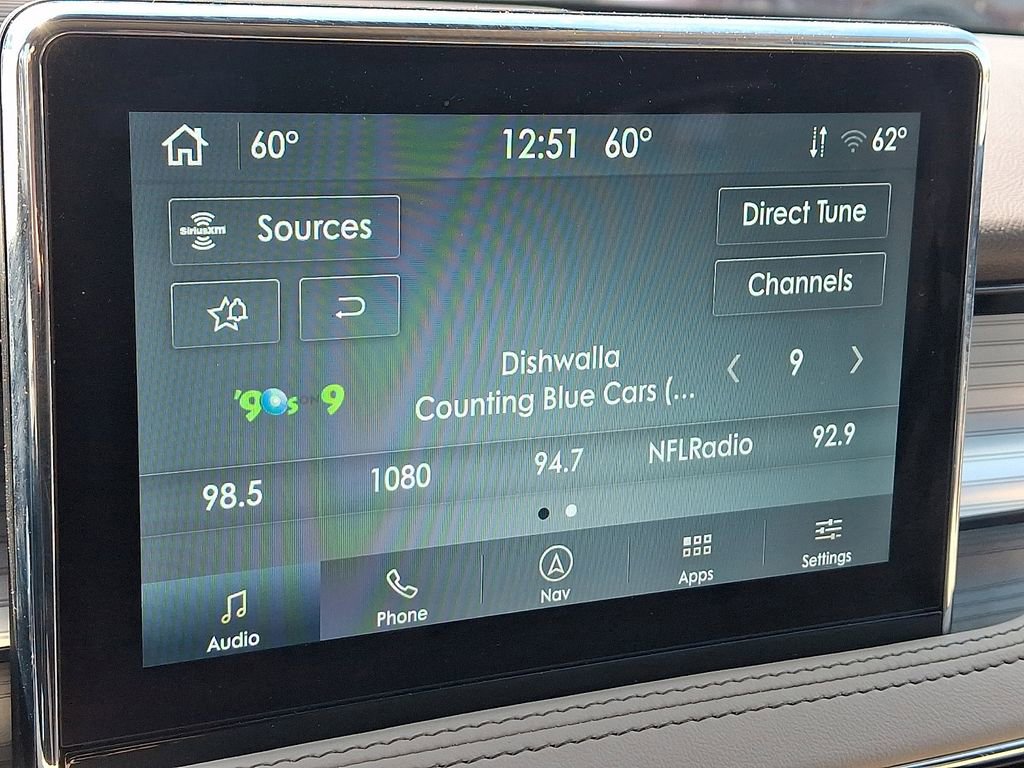 60° 12:51 60° 62°
SiriusXM Sources
Direct Tune
Channels
Dishwalla
Counting Blue Cars (...
9
'90s ON 9
98.5 1080 94.7 NFLRadio 92.9
Audio Phone Nav Apps Settings